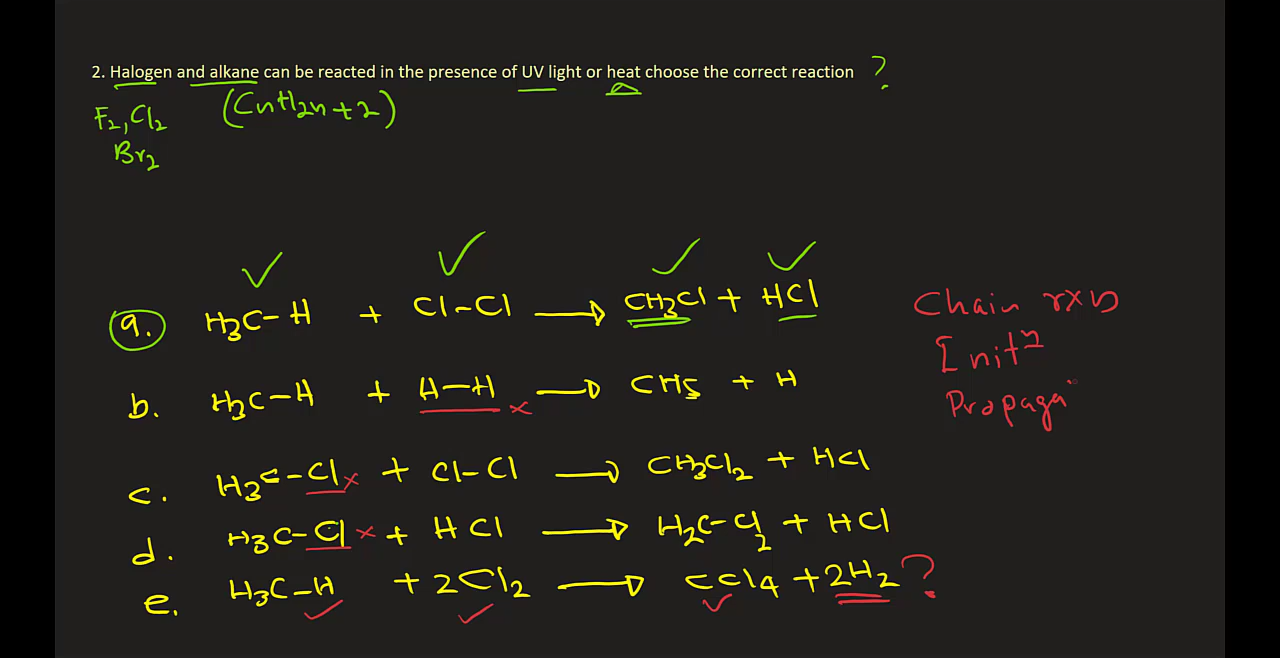 2. Halogen and alkane can be reacted in the presence of UV light or heat choose the correct reaction ?
F2, Cl2 (CnH2n+2)
Br2
a. H3C-H + Cl-Cl → CH3Cl + HCl
b. H3C-H + H-H → CH5 + H
c. H3C-Cl x + Cl-Cl → CH3Cl2 + HCl
d. H3C-Cl x + HCl → H2C-Cl2 + HCl
e. H3C-H + 2Cl2 → CCl4 + 2H2 ?
Chain rxn
Init n
Propaga